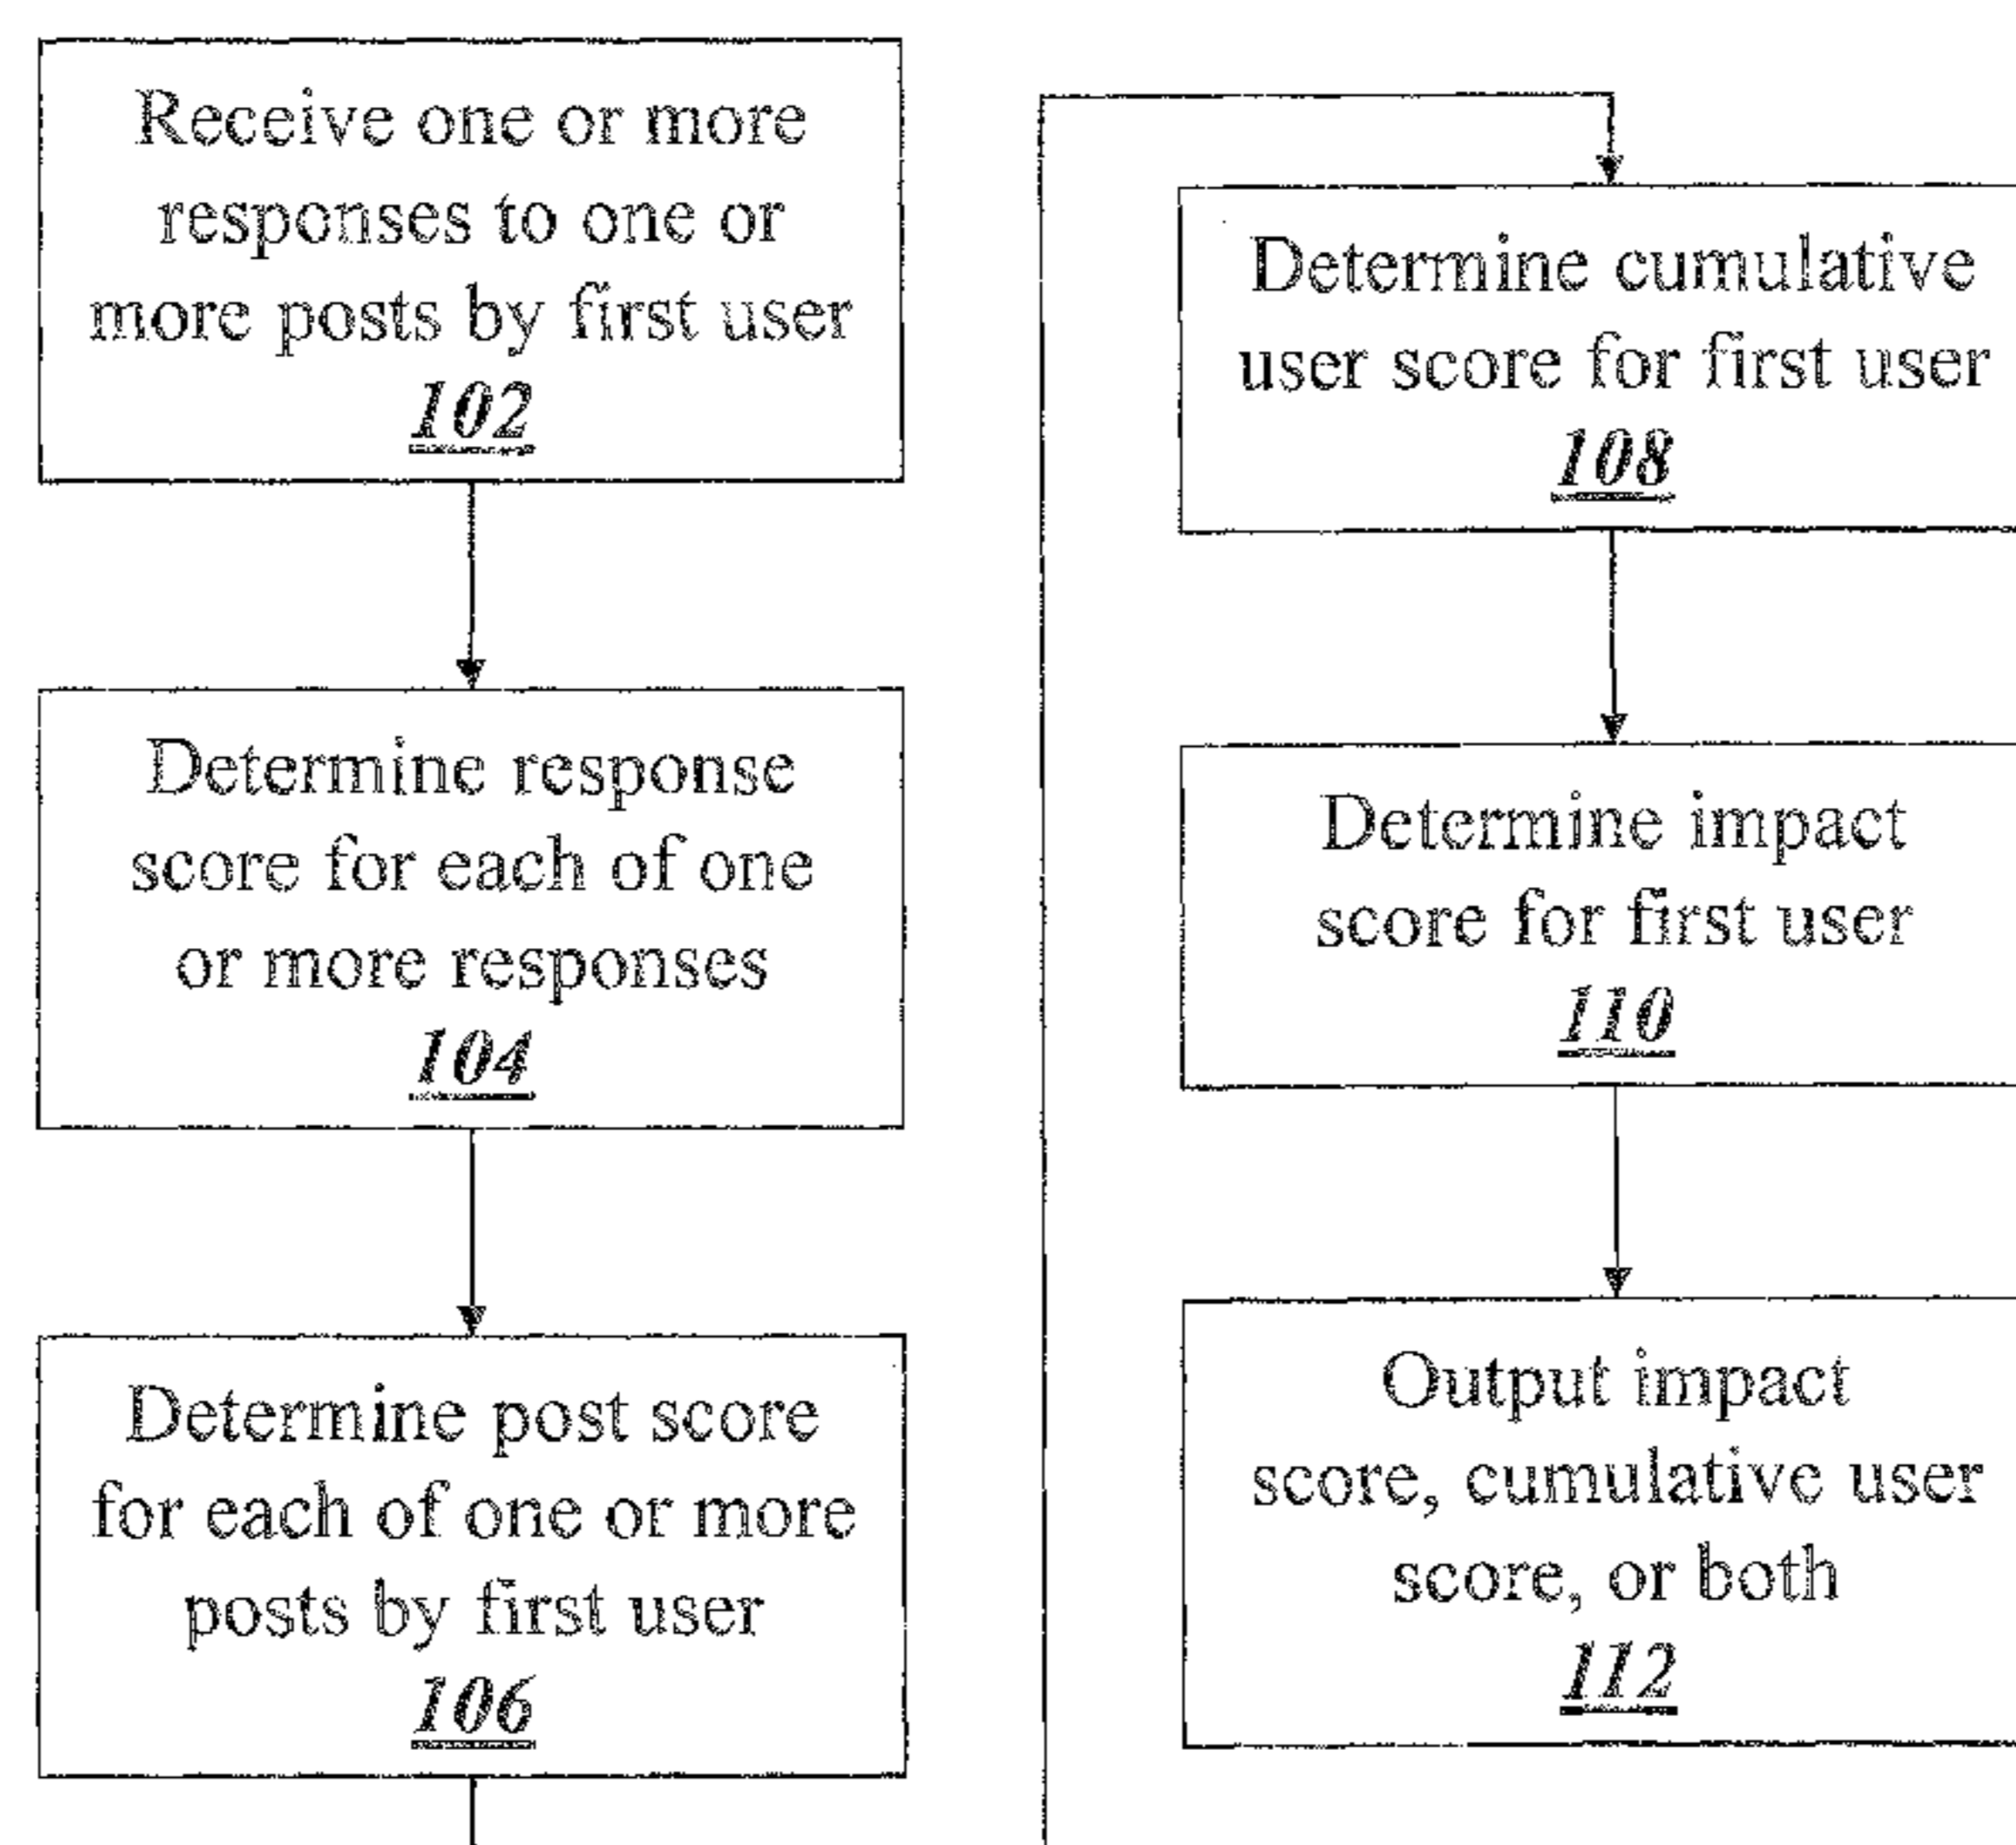 Receive one or more
responses to one or
more posts by first user
102
Determine response
score for each of one
or more responses
104
Determine post score
for each of one or more
posts by first user
106
Determine cumulative
user score for first user
108
Determine impact
score for first user
110
Output impact
score, cumulative user
score, or both
112